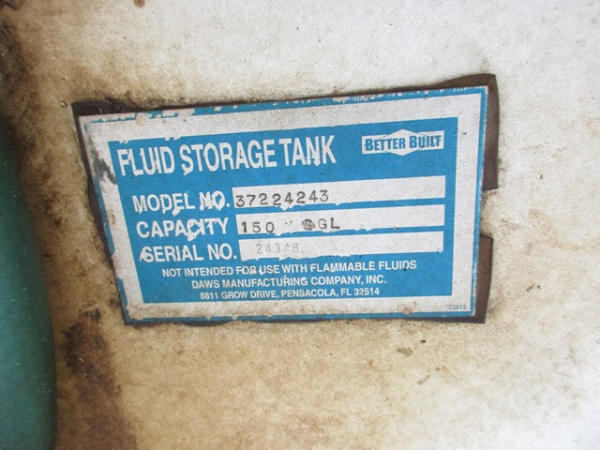 FLUID STORAGE TANK
BETTER BUILT
MODEL NO. 37224243
CAPACITY 150 GL
SERIAL NO. 24348
NOT INTENDED FOR USE WITH FLAMMABLE FLUIDS
DAWS MANUFACTURING COMPANY, INC.
8811 GROW DRIVE, PENSACOLA, FL 32514